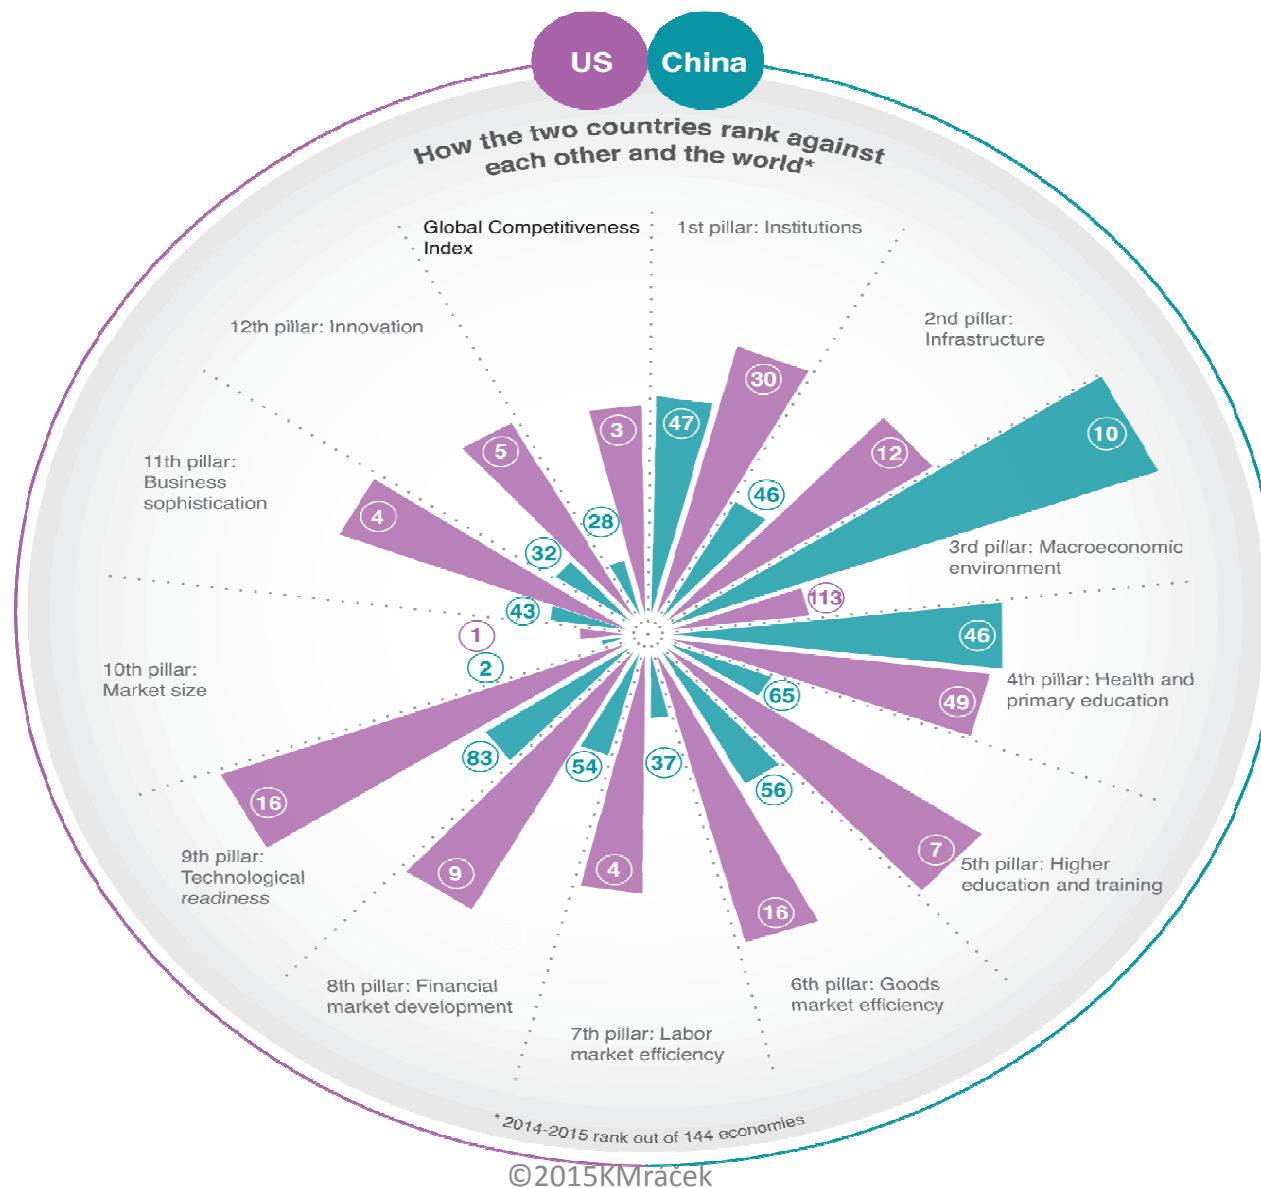 US
China
How the two countries rank against
each other and the world*
Global Competitiveness
Index
3
28
1st pillar: Institutions
47
30
2nd pillar:
Infrastructure
46
12
3rd pillar: Macroeconomic
environment
10
113
4th pillar: Health and
primary education
46
49
5th pillar: Higher
education and training
65
7
6th pillar: Goods
market efficiency
56
16
7th pillar: Labor
market efficiency
37
4
8th pillar: Financial
market development
54
9
9th pillar:
Technological
readiness
83
16
10th pillar:
Market size
1
2
11th pillar:
Business
sophistication
43
4
12th pillar: Innovation
32
5
* 2014-2015 rank out of 144 economies
©2015KMráček